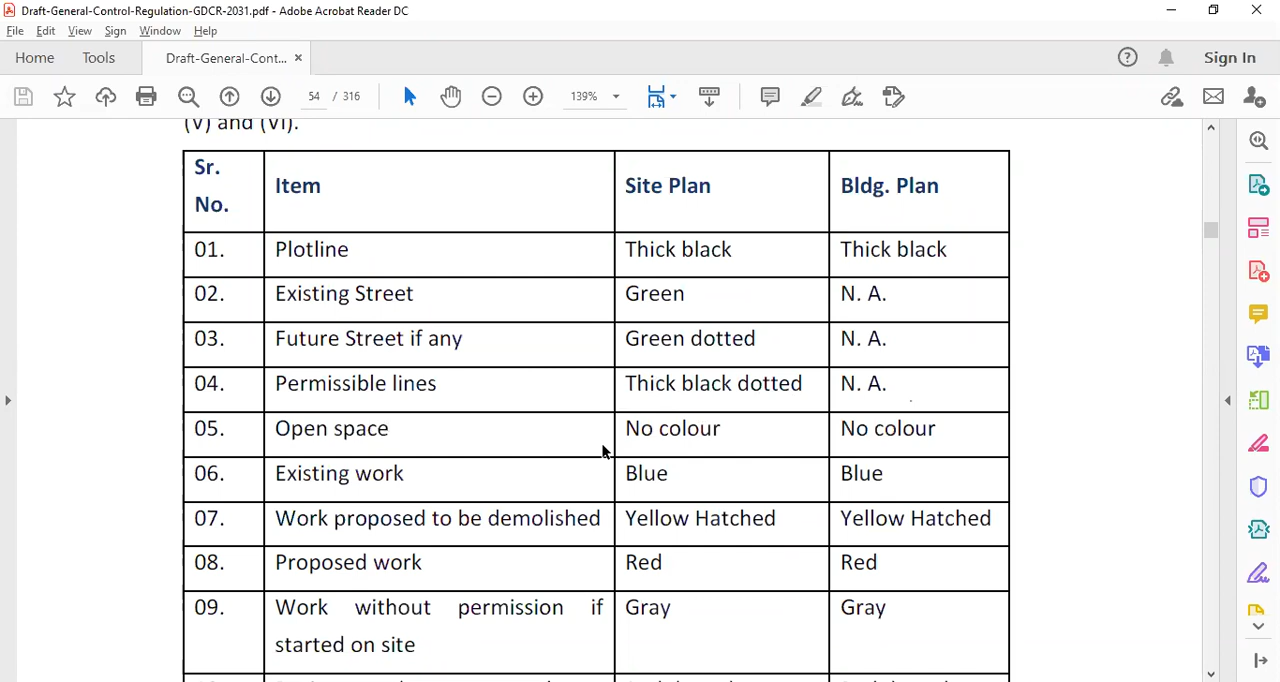 Draft-General-Control-Regulation-GDCR-2031.pdf - Adobe Acrobat Reader DC
File Edit View Sign Window Help
Home Tools Draft-General-Cont... × Sign In
54 / 316 139%
(V) and (VI).
Sr. No. Item Site Plan Bldg. Plan
01. Plotline Thick black Thick black
02. Existing Street Green N. A.
03. Future Street if any Green dotted N. A.
04. Permissible lines Thick black dotted N. A.
05. Open space No colour No colour
06. Existing work Blue Blue
07. Work proposed to be demolished Yellow Hatched Yellow Hatched
08. Proposed work Red Red
09. Work without permission if Gray Gray
started on site